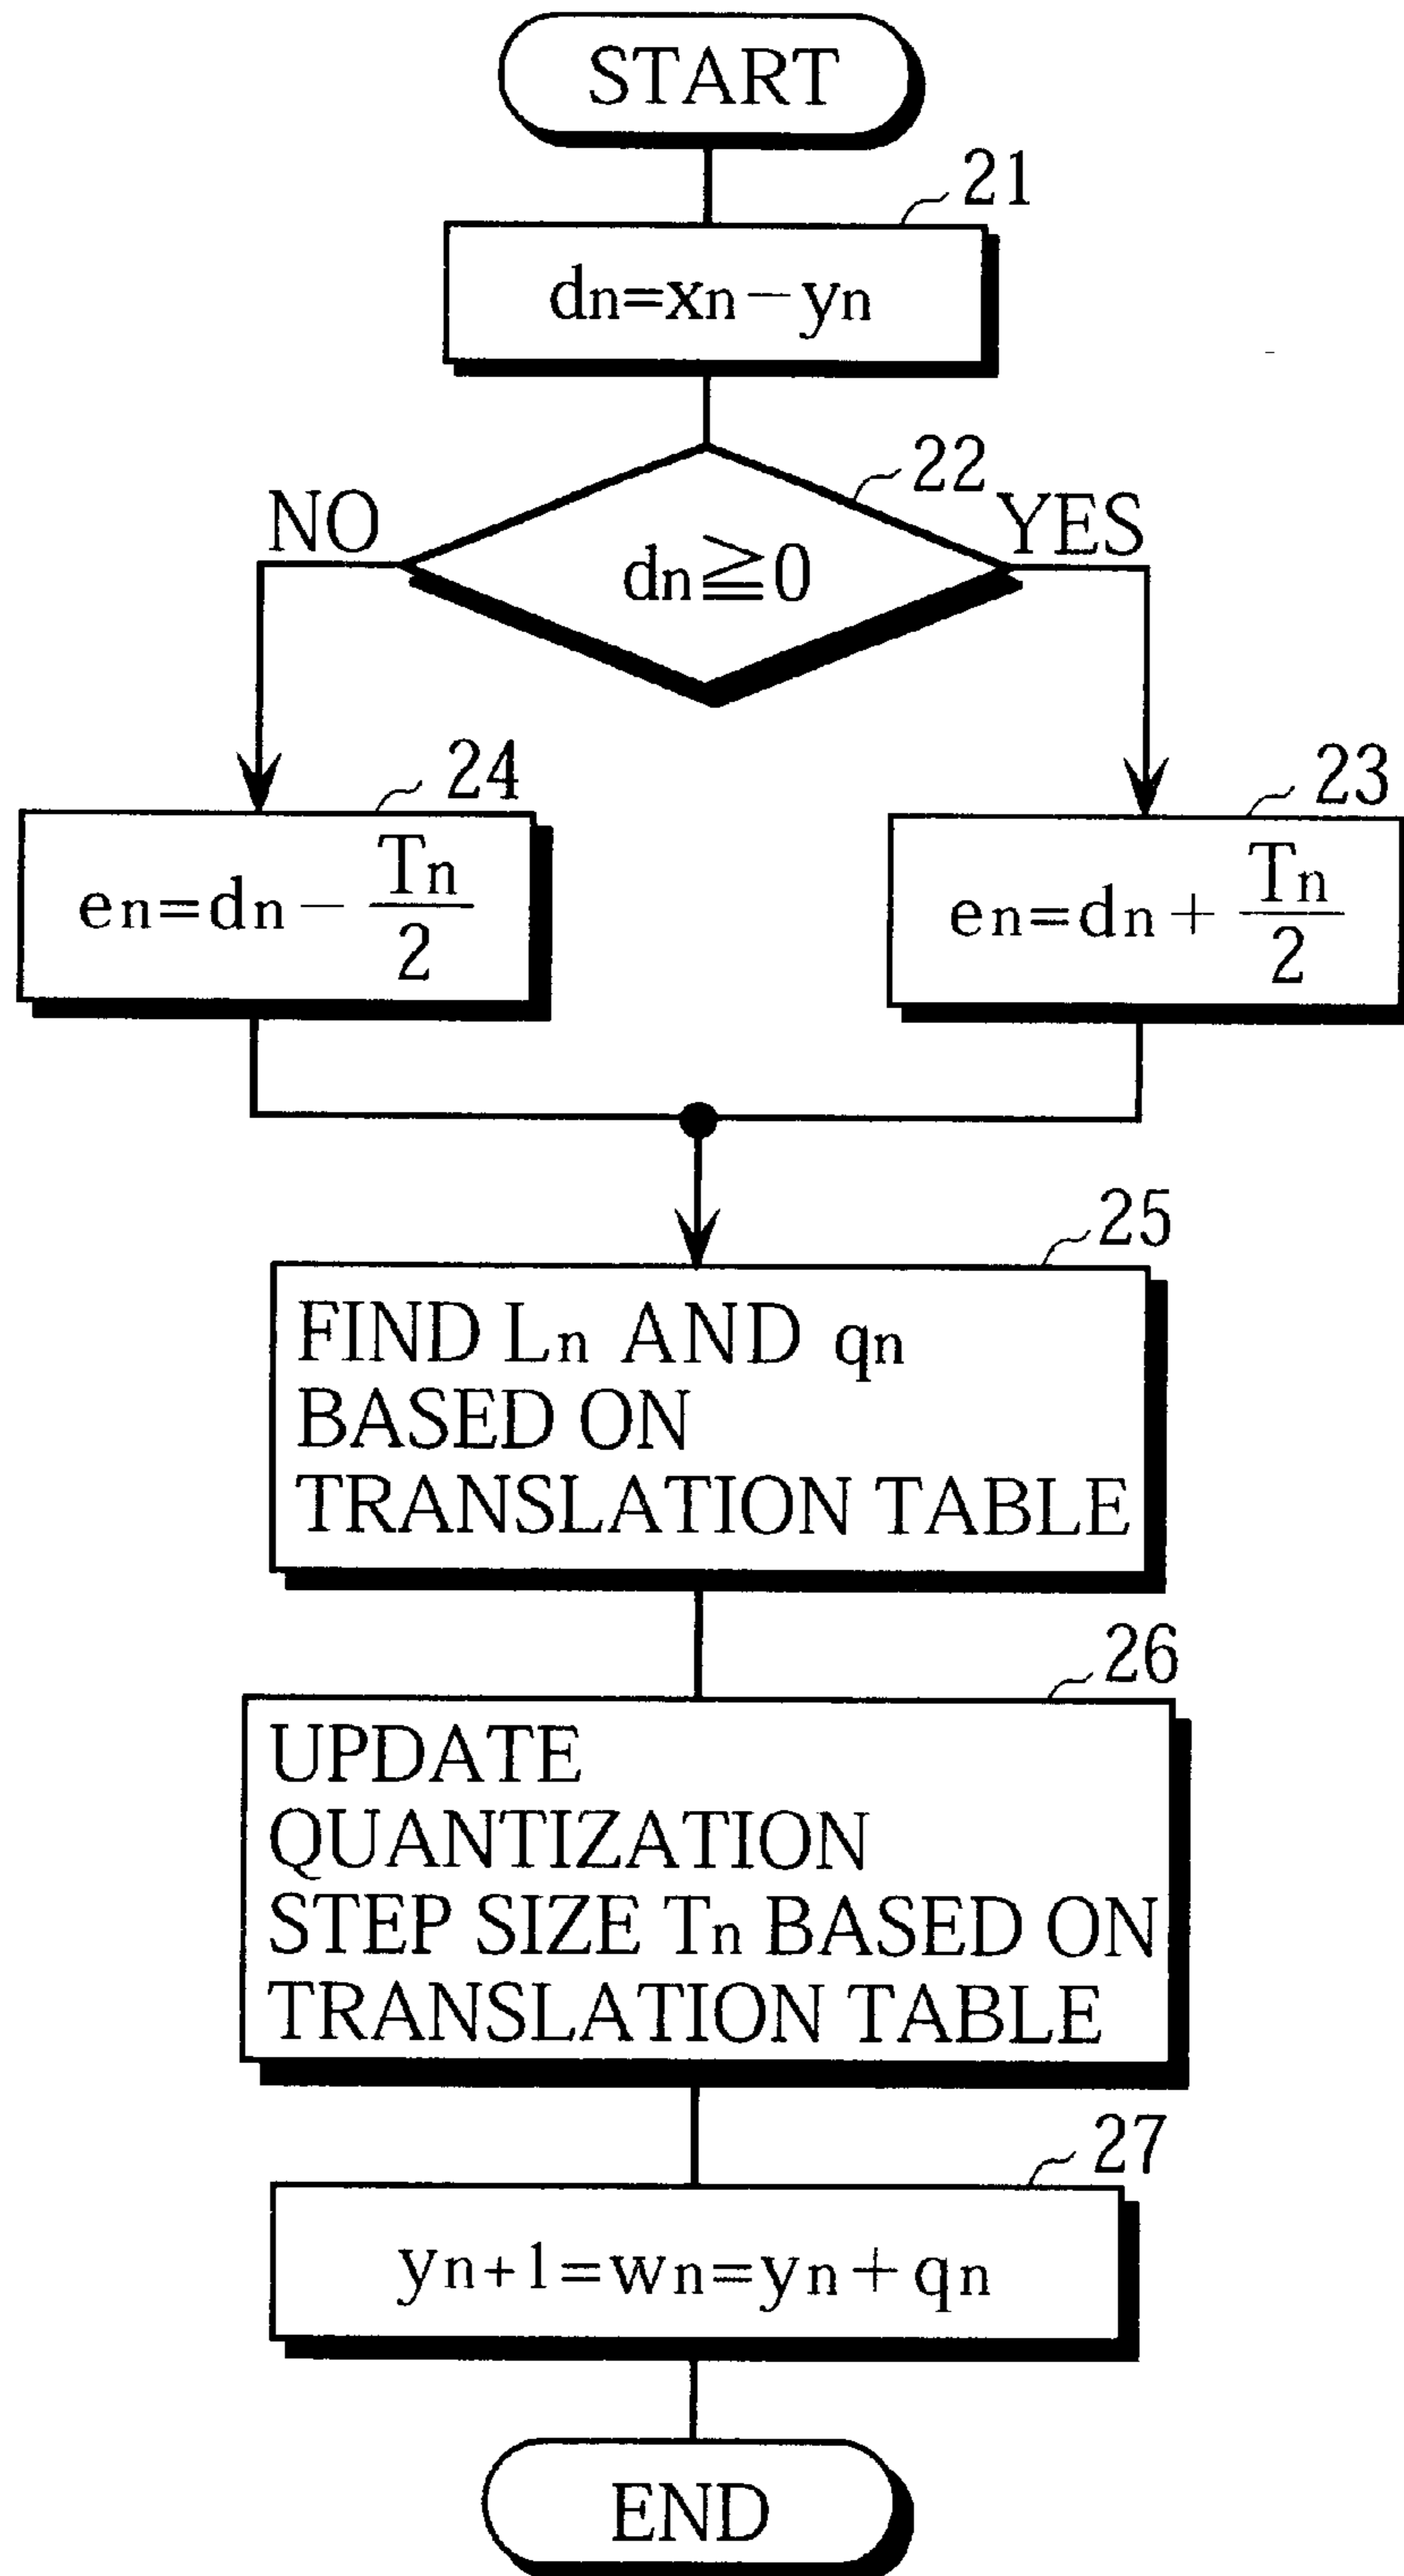 START
21
dn=xn−yn
22
NO
YES
dn≧0
24
23
en=dn− Tn/2
en=dn+ Tn/2
25
FIND Ln AND qn
BASED ON
TRANSLATION TABLE
26
UPDATE
QUANTIZATION
STEP SIZE Tn BASED ON
TRANSLATION TABLE
27
yn+1=wn=yn+qn
END